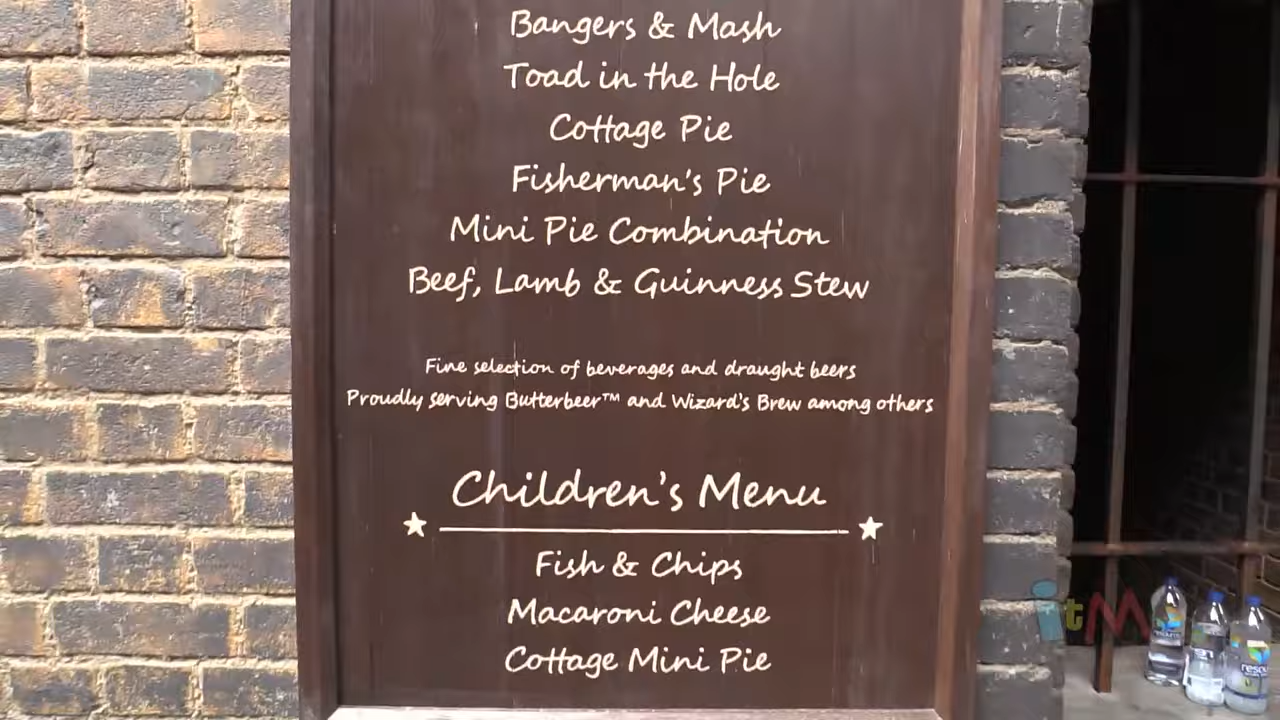 Bangers & Mash
Toad in the Hole
Cottage Pie
Fisherman's Pie
Mini Pie Combination
Beef, Lamb & Guinness Stew
Fine selection of beverages and draught beers
Proudly serving Butterbeer™ and Wizard's Brew among others
Children's Menu
Fish & Chips
Macaroni Cheese
Cottage Mini Pie
itM